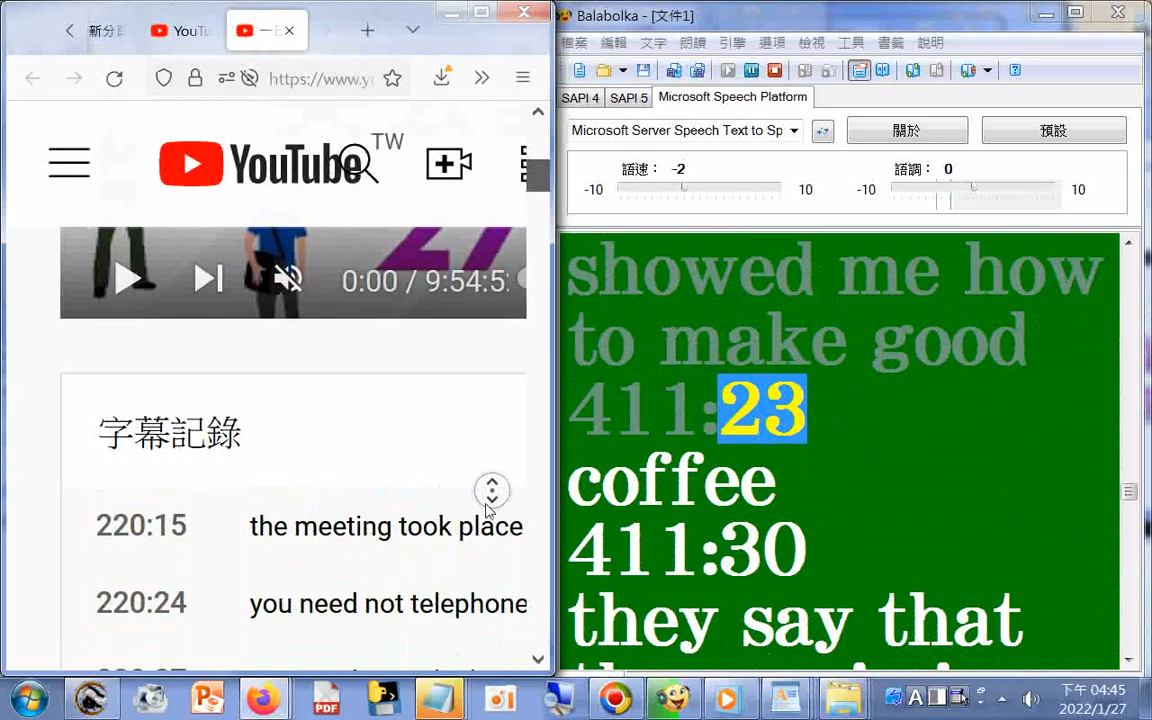 新分
YouTu
一 E
https://www.y
YouTube TW
27
0:00 / 9:54:5
字幕記錄
220:15 the meeting took place
220:24 you need not telephone
Balabolka - [文件1]
檔案 編輯 文字 朗讀 引擎 選項 檢視 工具 書籤 說明
SAPI 4 SAPI 5 Microsoft Speech Platform
Microsoft Server Speech Text to Sp 關於 預設
語速： -2 語調： 0
-10 10 -10 10
showed me how
to make good
411:23
coffee
411:30
they say that
PDF
A
下午 04:45
2022/1/27